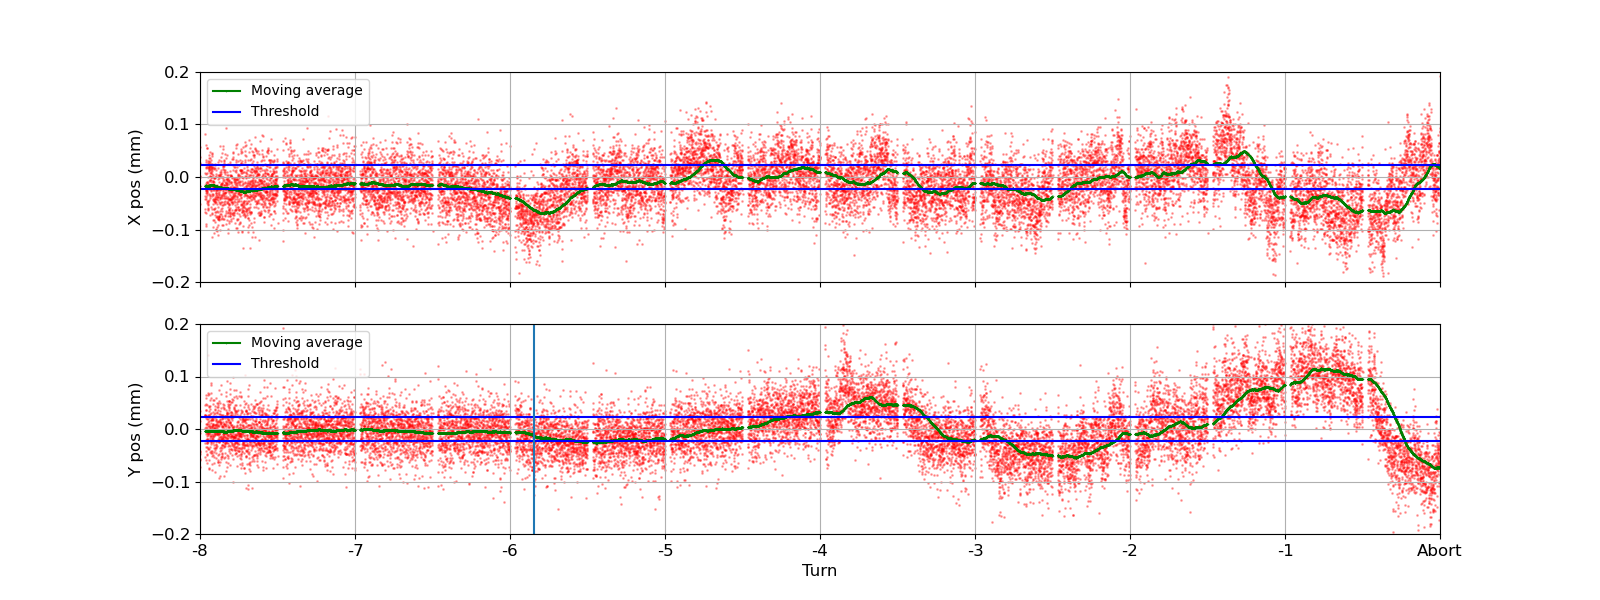 0.2
0.1
0.0
−0.1
−0.2
X pos (mm)
Moving average
Threshold
0.2
0.1
0.0
−0.1
−0.2
Y pos (mm)
Moving average
Threshold
-8 -7 -6 -5 -4 -3 -2 -1 Abort
Turn